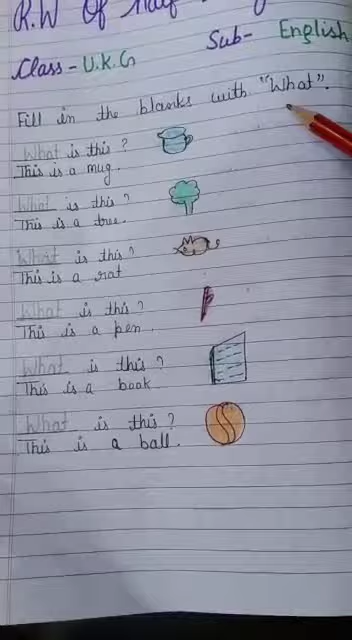 R.W Of Half
Sub- English
Class - U.K.G
Fill in the blanks with "What".
What is this?
This is a mug.
What is this?
This is a tree.
What is this?
This is a rat
What is this?
This is a pen.
What is this?
This is a book
What is this?
This is a ball.